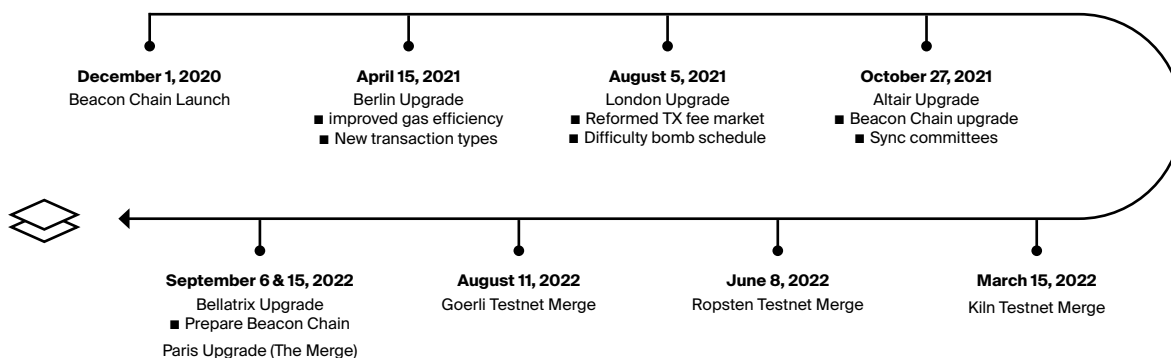 December 1, 2020
Beacon Chain Launch
April 15, 2021
Berlin Upgrade
■ improved gas efficiency
■ New transaction types
August 5, 2021
London Upgrade
■ Reformed TX fee market
■ Difficulty bomb schedule
October 27, 2021
Altair Upgrade
■ Beacon Chain upgrade
■ Sync committees
March 15, 2022
Kiln Testnet Merge
June 8, 2022
Ropsten Testnet Merge
August 11, 2022
Goerli Testnet Merge
September 6 & 15, 2022
Bellatrix Upgrade
■ Prepare Beacon Chain
Paris Upgrade (The Merge)